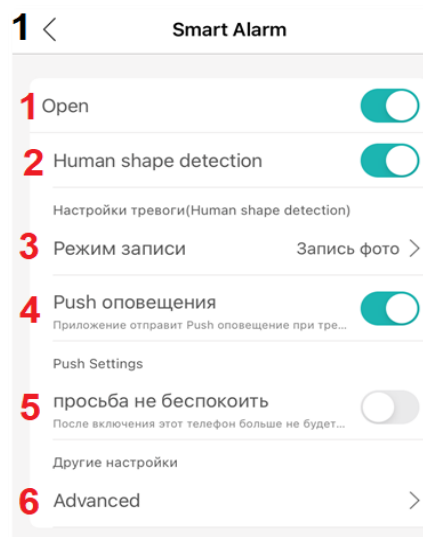 1 < Smart Alarm
1 Open
2 Human shape detection
Настройки тревоги(Human shape detection)
3 Режим записи Запись фото >
4 Push оповещения
Приложение отправит Push оповещение при тре...
Push Settings
5 просьба не беспокоить
После включения этот телефон больше не будет...
Другие настройки
6 Advanced >